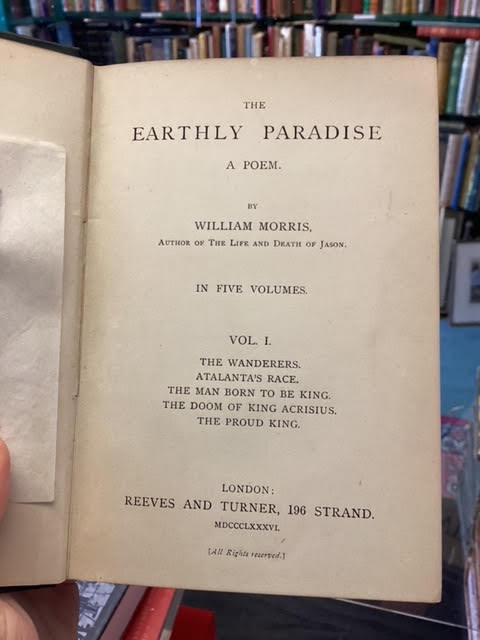 THE
EARTHLY PARADISE
A POEM.
BY
WILLIAM MORRIS,
AUTHOR OF THE LIFE AND DEATH OF JASON.
IN FIVE VOLUMES.
VOL. I.
THE WANDERERS.
ATALANTA'S RACE.
THE MAN BORN TO BE KING.
THE DOOM OF KING ACRISIUS.
THE PROUD KING.
LONDON:
REEVES AND TURNER, 196 STRAND.
MDCCCLXXXVI.
[All Rights reserved.]